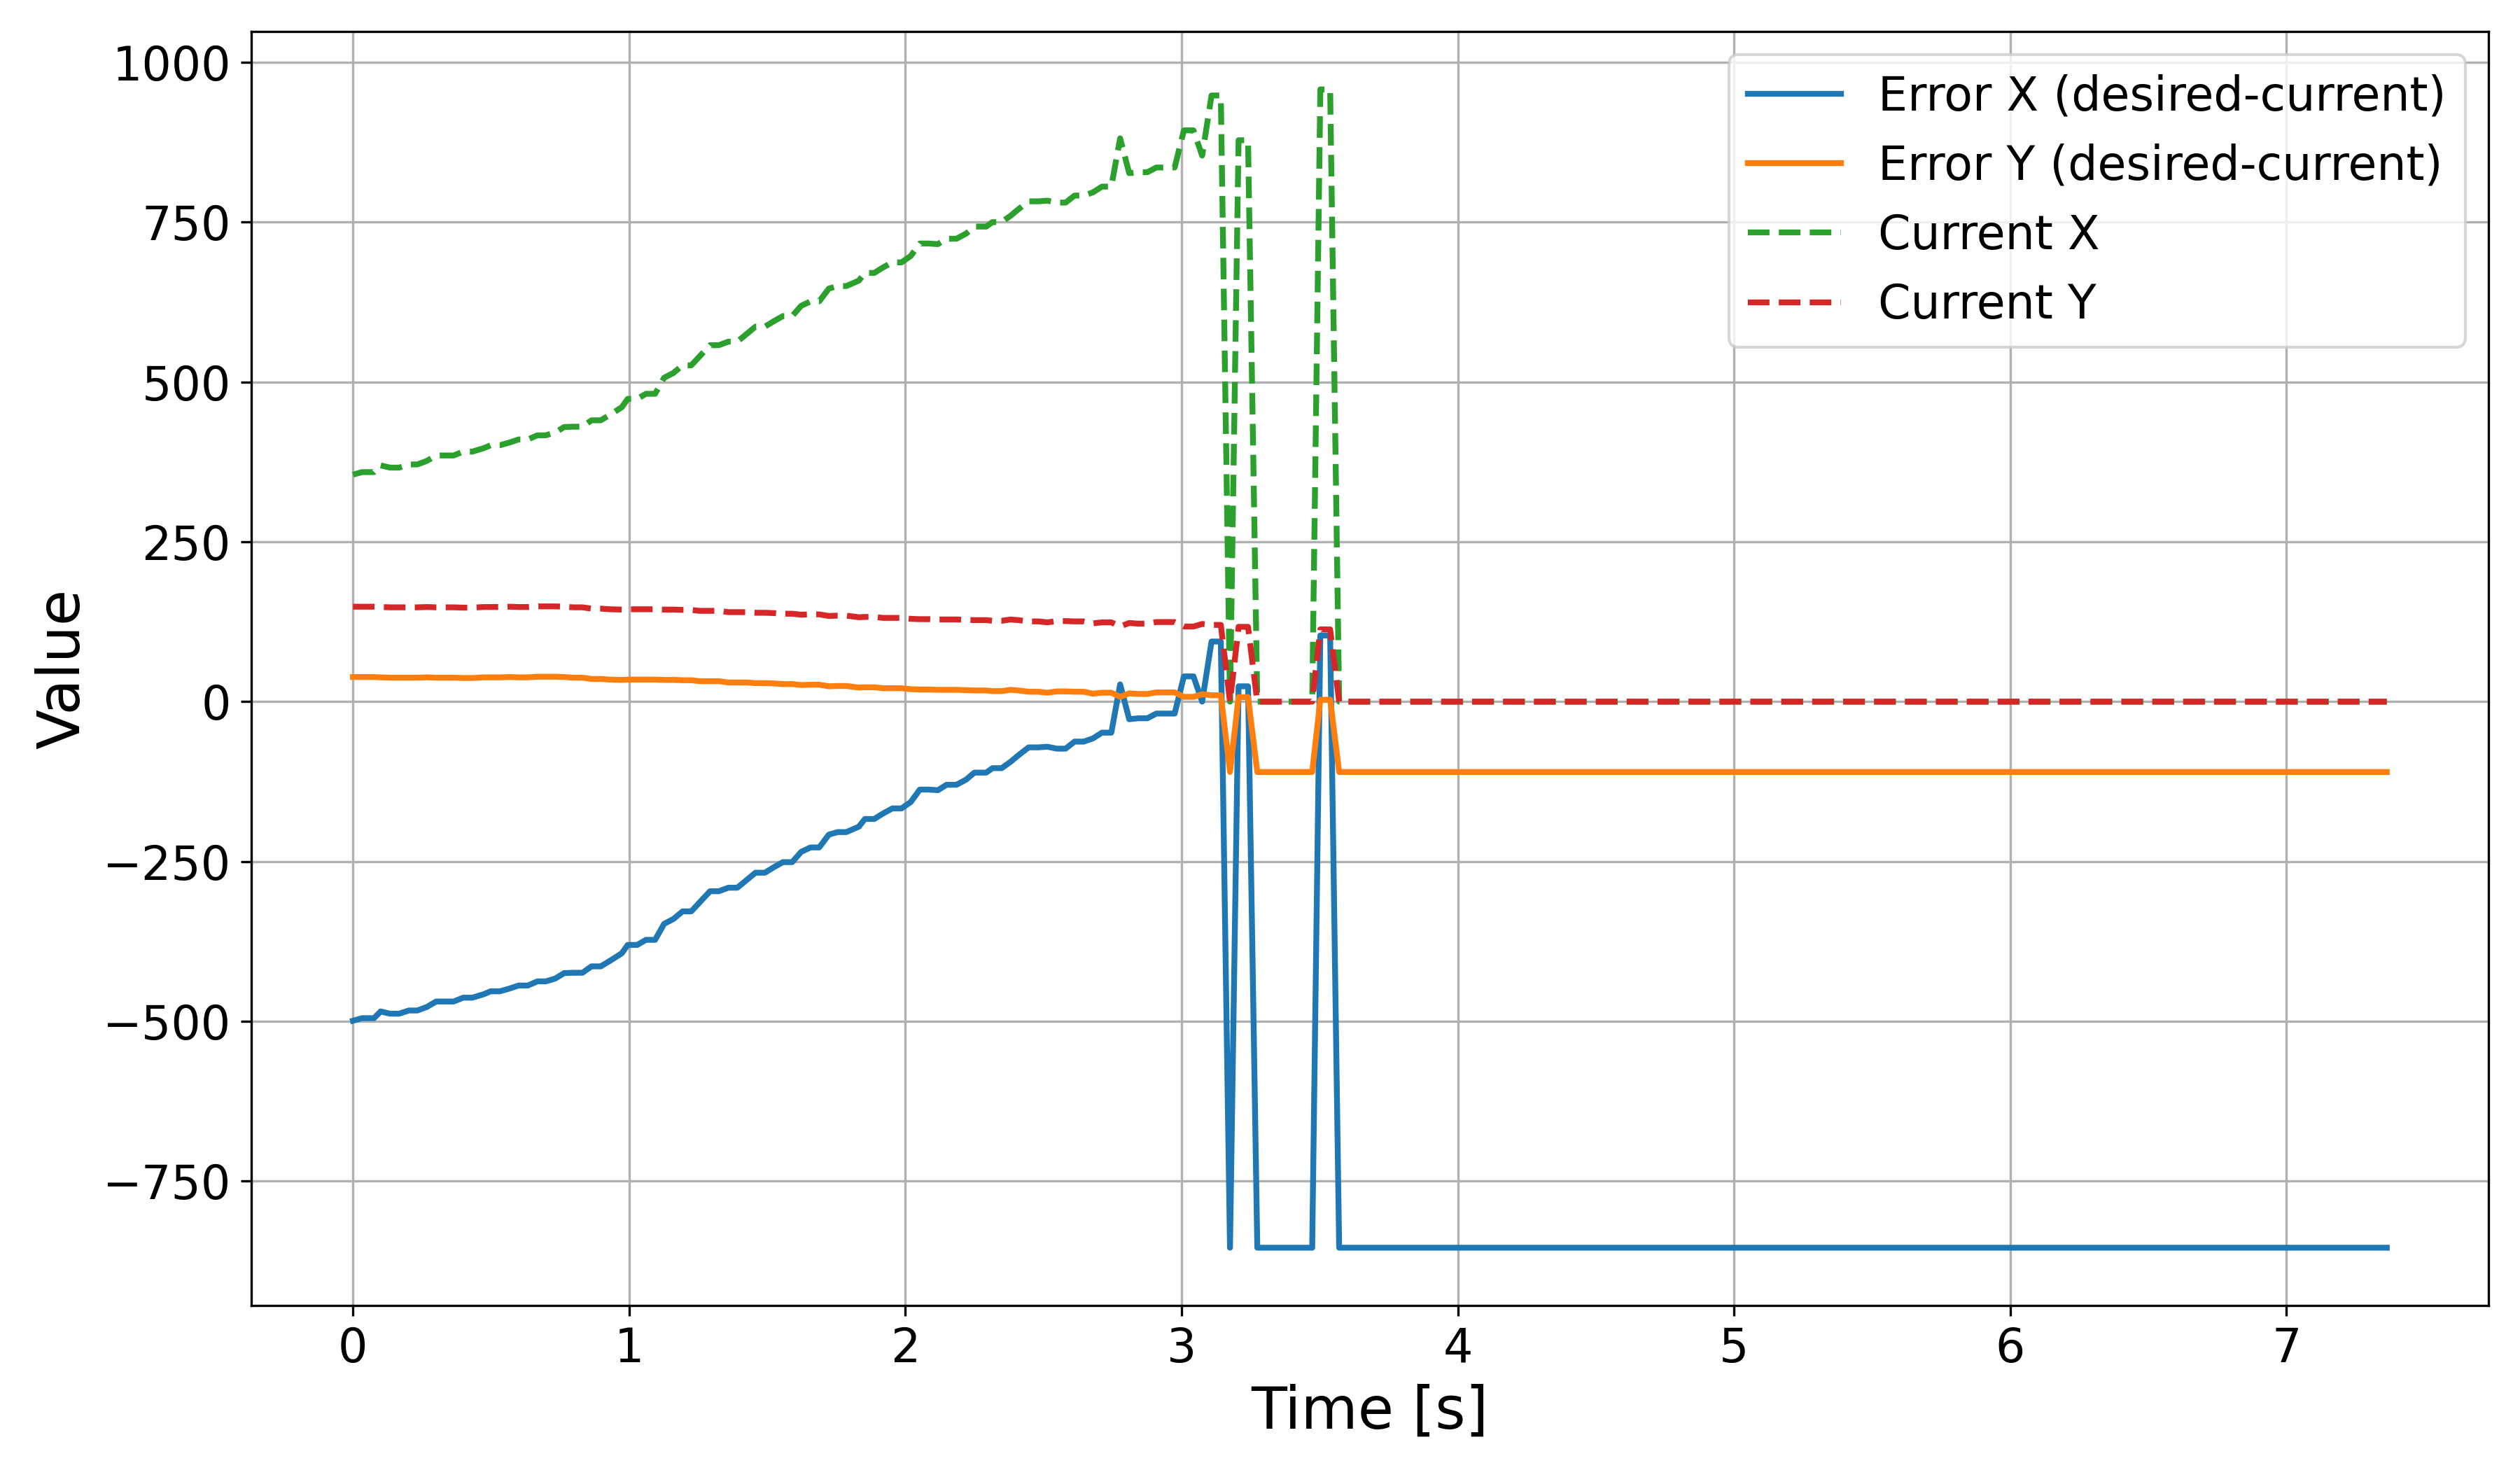 1000
750
500
250
0
−250
−500
−750
Value
0 1 2 3 4 5 6 7
Time [s]
Error X (desired-current)
Error Y (desired-current)
Current X
Current Y